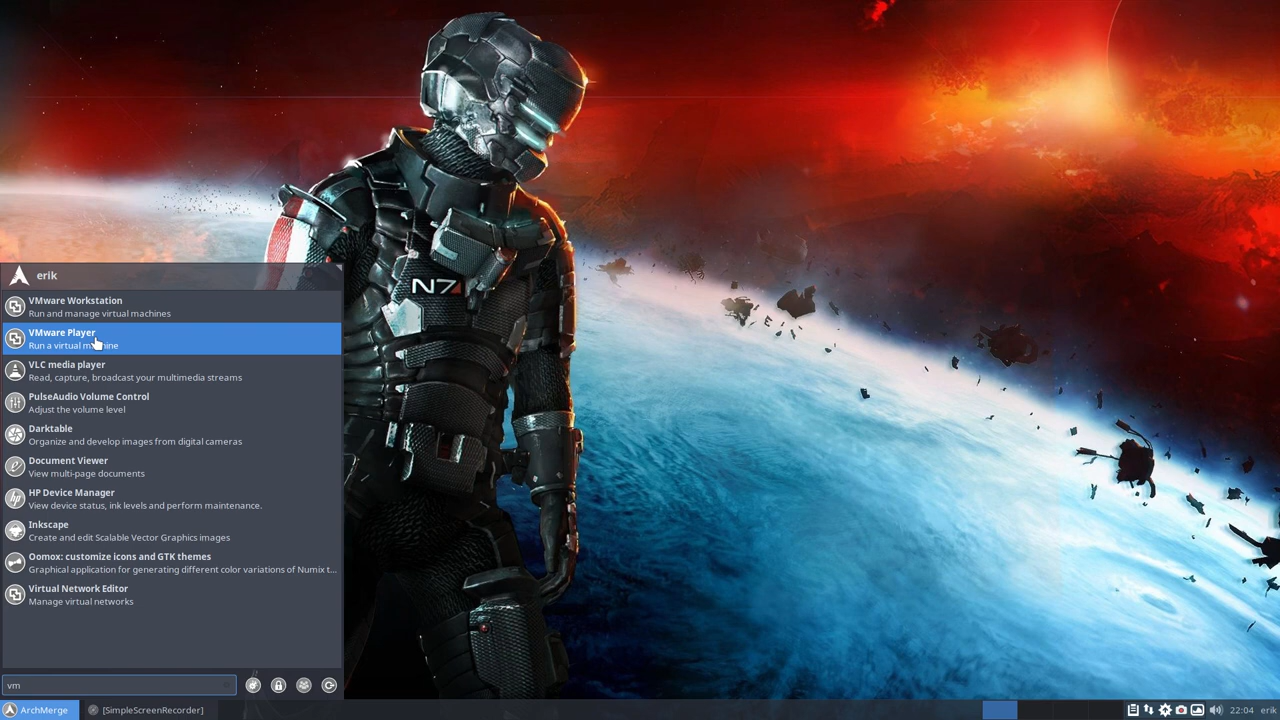 N7
erik
VMware Workstation
Run and manage virtual machines
VMware Player
Run a virtual machine
VLC media player
Read, capture, broadcast your multimedia streams
PulseAudio Volume Control
Adjust the volume level
Darktable
Organize and develop images from digital cameras
Document Viewer
View multi-page documents
HP Device Manager
View device status, ink levels and perform maintenance.
Inkscape
Create and edit Scalable Vector Graphics images
Oomox: customize icons and GTK themes
Graphical application for generating different color variations of Numix t...
Virtual Network Editor
Manage virtual networks
vm
ArchMerge [SimpleScreenRecorder] 22:04 erik